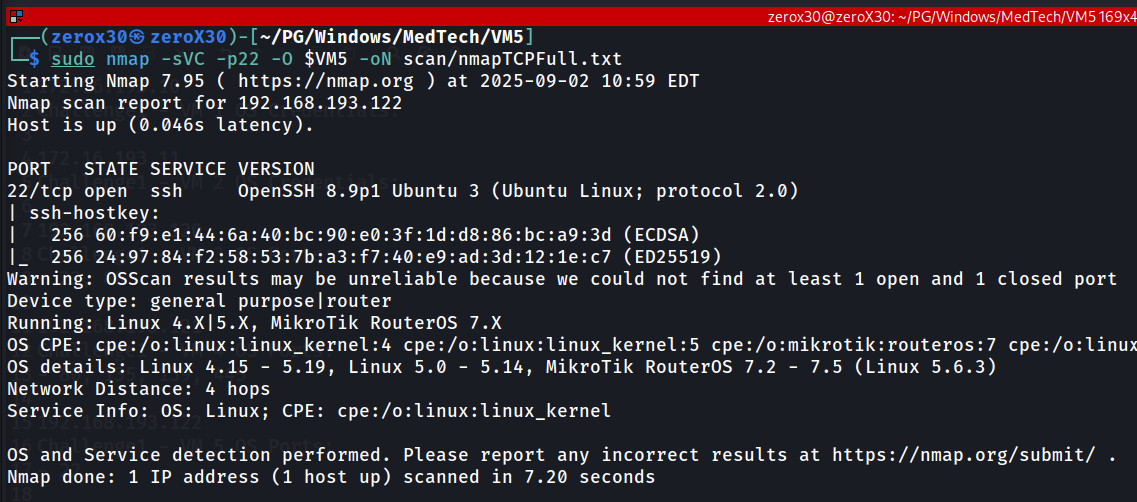 zerox30@zeroX30: ~/PG/Windows/MedTech/VM5 169x4
┌──(zerox30㉿zeroX30)-[~/PG/Windows/MedTech/VM5]
└─$ sudo nmap -sVC -p22 -O $VM5 -oN scan/nmapTCPFull.txt
Starting Nmap 7.95 ( https://nmap.org ) at 2025-09-02 10:59 EDT
Nmap scan report for 192.168.193.122
Host is up (0.046s latency).
PORT   STATE SERVICE VERSION
22/tcp open  ssh     OpenSSH 8.9p1 Ubuntu 3 (Ubuntu Linux; protocol 2.0)
| ssh-hostkey:
|   256 60:f9:e1:44:6a:40:bc:90:e0:3f:1d:d8:86:bc:a9:3d (ECDSA)
|_  256 24:97:84:f2:58:53:7b:a3:f7:40:e9:ad:3d:12:1e:c7 (ED25519)
Warning: OSScan results may be unreliable because we could not find at least 1 open and 1 closed port
Device type: general purpose|router
Running: Linux 4.X|5.X, MikroTik RouterOS 7.X
OS CPE: cpe:/o:linux:linux_kernel:4 cpe:/o:linux:linux_kernel:5 cpe:/o:mikrotik:routeros:7 cpe:/o:linux
OS details: Linux 4.15 - 5.19, Linux 5.0 - 5.14, MikroTik RouterOS 7.2 - 7.5 (Linux 5.6.3)
Network Distance: 4 hops
Service Info: OS: Linux; CPE: cpe:/o:linux:linux_kernel
OS and Service detection performed. Please report any incorrect results at https://nmap.org/submit/ .
Nmap done: 1 IP address (1 host up) scanned in 7.20 seconds